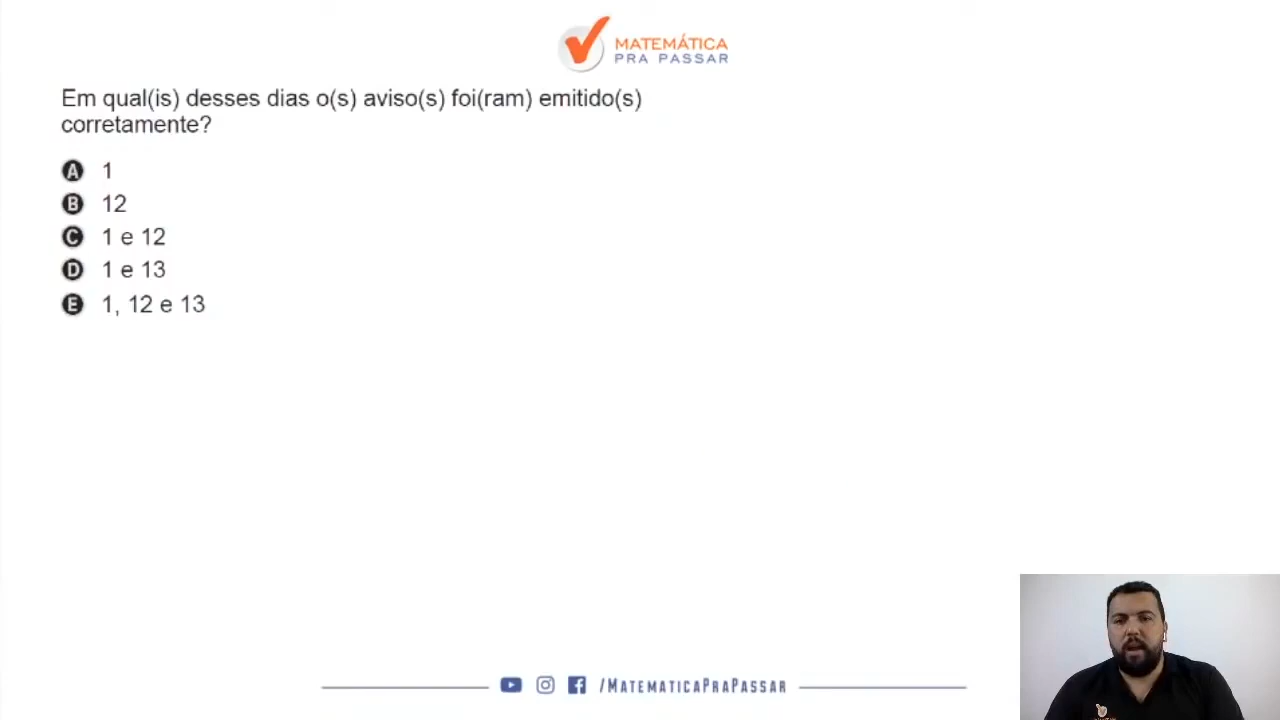 MATEMÁTICA
PRA PASSAR
Em qual(is) desses dias o(s) aviso(s) foi(ram) emitido(s)
corretamente?
A 1
B 12
C 1 e 12
D 1 e 13
E 1, 12 e 13
/MATEMATICAPRAPASSAR